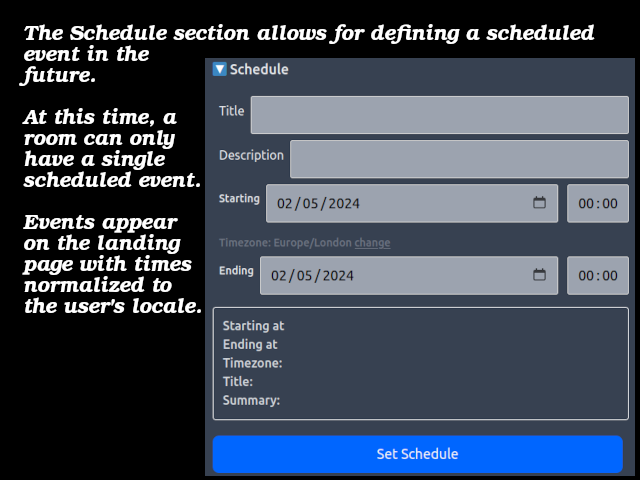 The Schedule section allows for defining a scheduled
event in the
future.
At this time, a
room can only
have a single
scheduled event.
Events appear
on the landing
page with times
normalized to
the user's locale.
Schedule
Title
Description
Starting 02/05/2024 00:00
Timezone: Europe/London change
Ending 02/05/2024 00:00
Starting at
Ending at
Timezone:
Title:
Summary:
Set Schedule